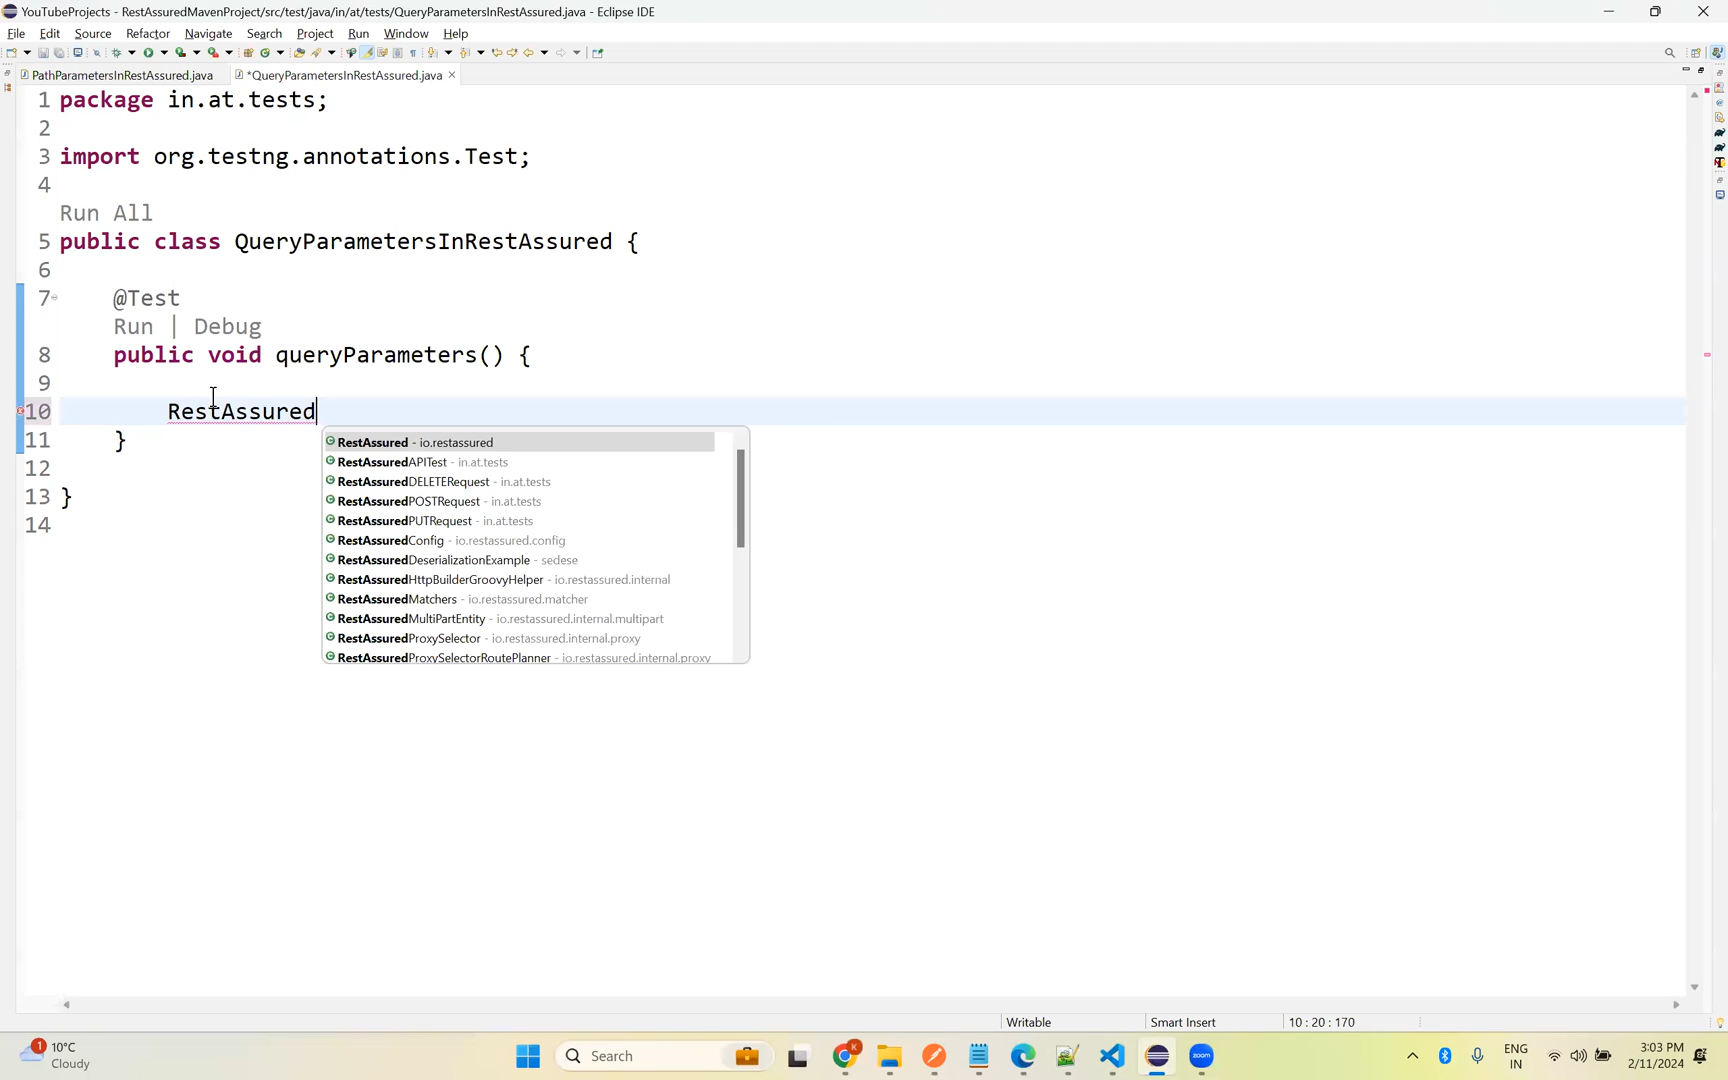 YouTubeProjects - RestAssuredMavenProject/src/test/java/in/at/tests/QueryParametersInRestAssured.java - Eclipse IDE
File Edit Source Refactor Navigate Search Project Run Window Help
PathParametersInRestAssured.java *QueryParametersInRestAssured.java
1 package in.at.tests;
2
3 import org.testng.annotations.Test;
4
Run All
5 public class QueryParametersInRestAssured {
6
7 @Test
Run | Debug
8 public void queryParameters() {
9
10 RestAssured
11 }
12
13 }
14
RestAssured - io.restassured
RestAssuredAPITest - in.at.tests
RestAssuredDELETERequest - in.at.tests
RestAssuredPOSTRequest - in.at.tests
RestAssuredPUTRequest - in.at.tests
RestAssuredConfig - io.restassured.config
RestAssuredDeserializationExample - sedese
RestAssuredHttpBuilderGroovyHelper - io.restassured.internal
RestAssuredMatchers - io.restassured.matcher
RestAssuredMultiPartEntity - io.restassured.internal.multipart
RestAssuredProxySelector - io.restassured.internal.proxy
RestAssuredProxySelectorRoutePlanner - io.restassured.internal.proxy
Writable Smart Insert 10 : 20 : 170
1 10°C
Cloudy
Search
K
zoom
ENG
IN
3:03 PM
2/11/2024